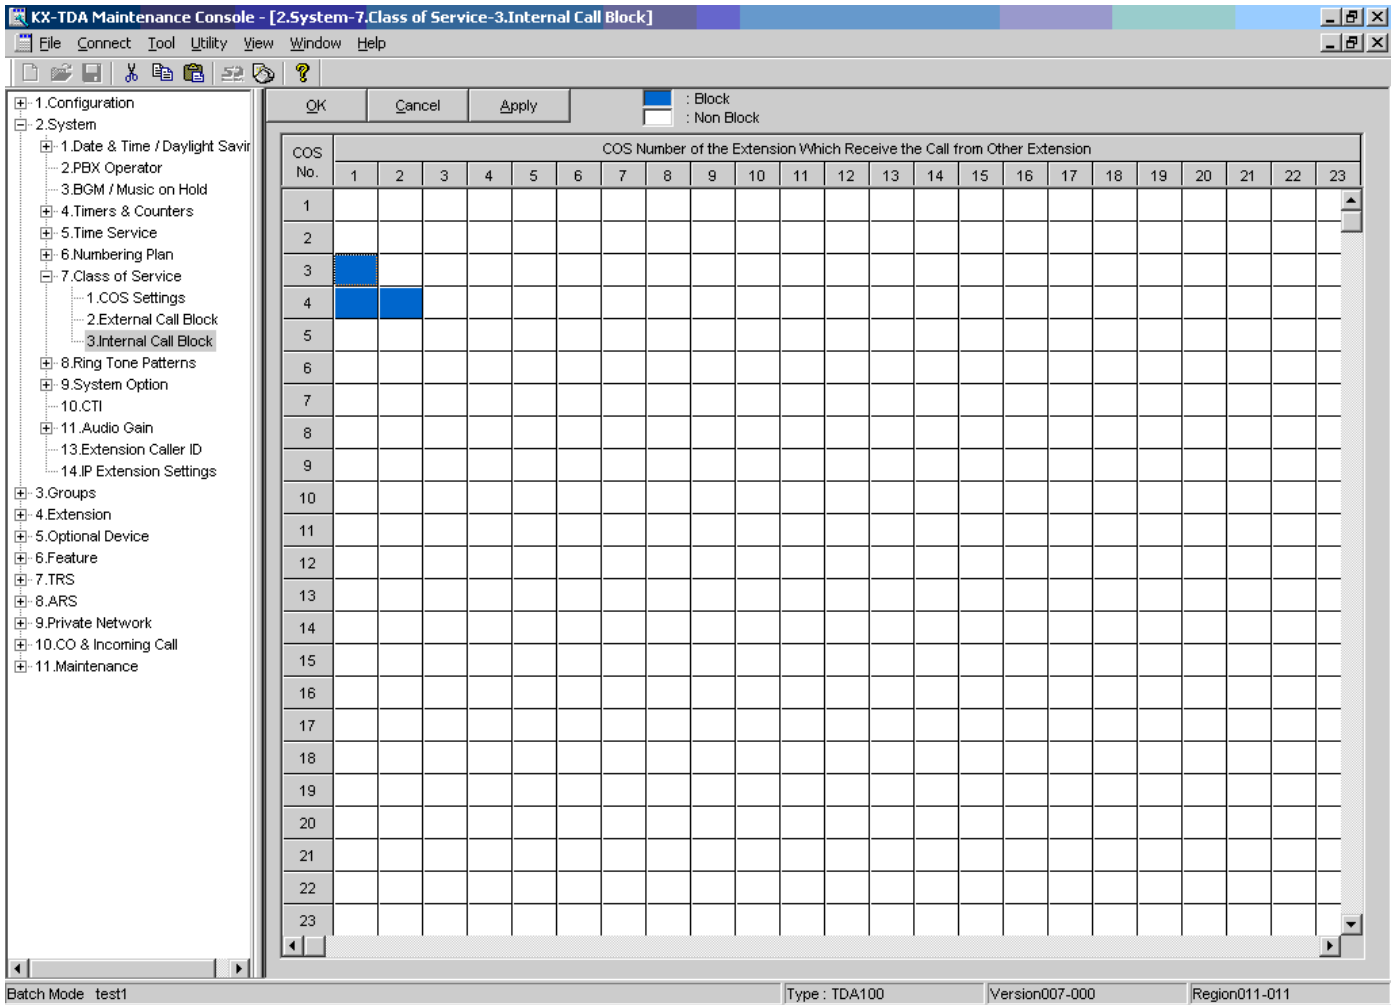 KX-TDA Maintenance Console - [2.System-7.Class of Service-3.Internal Call Block]
File Connect Tool Utility View Window Help
1.Configuration
2.System
1.Date & Time / Daylight Savir
2.PBX Operator
3.BGM / Music on Hold
4.Timers & Counters
5.Time Service
6.Numbering Plan
7.Class of Service
1.COS Settings
2.External Call Block
3.Internal Call Block
8.Ring Tone Patterns
9.System Option
10.CTI
11.Audio Gain
13.Extension Caller ID
14.IP Extension Settings
3.Groups
4.Extension
5.Optional Device
6.Feature
7.TRS
8.ARS
9.Private Network
10.CO & Incoming Call
11.Maintenance
OK Cancel Apply
: Block
: Non Block
COS No.
COS Number of the Extension Which Receive the Call from Other Extension
1 2 3 4 5 6 7 8 9 10 11 12 13 14 15 16 17 18 19 20 21 22 23
1
2
3
4
5
6
7
8
9
10
11
12
13
14
15
16
17
18
19
20
21
22
23
Batch Mode test1 Type : TDA100 Version007-000 Region011-011